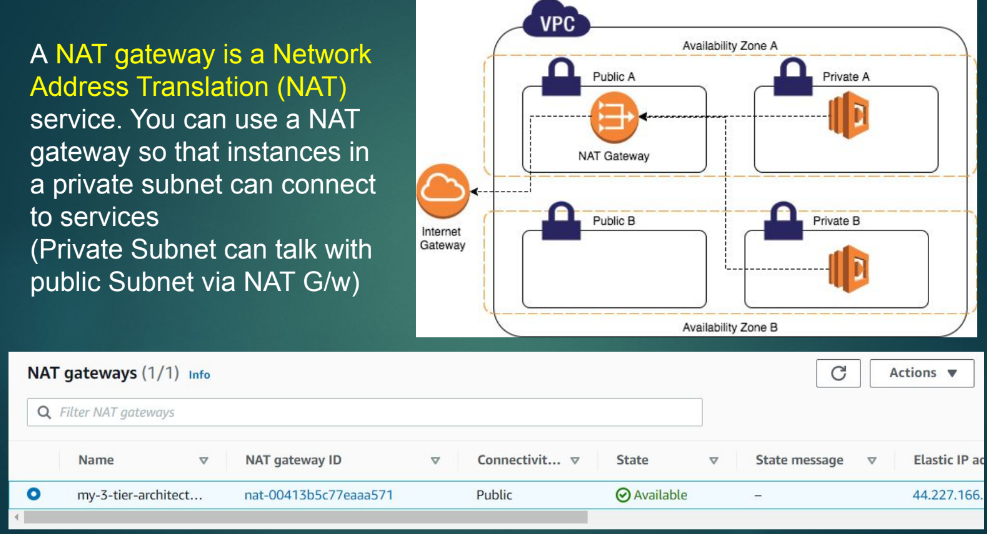 A NAT gateway is a Network
Address Translation (NAT)
service. You can use a NAT
gateway so that instances in
a private subnet can connect
to services
(Private Subnet can talk with
public Subnet via NAT G/w)
VPC
Availability Zone A
Public A
Private A
NAT Gateway
Internet
Gateway
Public B
Private B
Availability Zone B
NAT gateways (1/1) Info
Actions
Filter NAT gateways
Name NAT gateway ID Connectivit... State State message Elastic IP ad
my-3-tier-architect... nat-00413b5c77eaaa571 Public Available – 44.227.166.